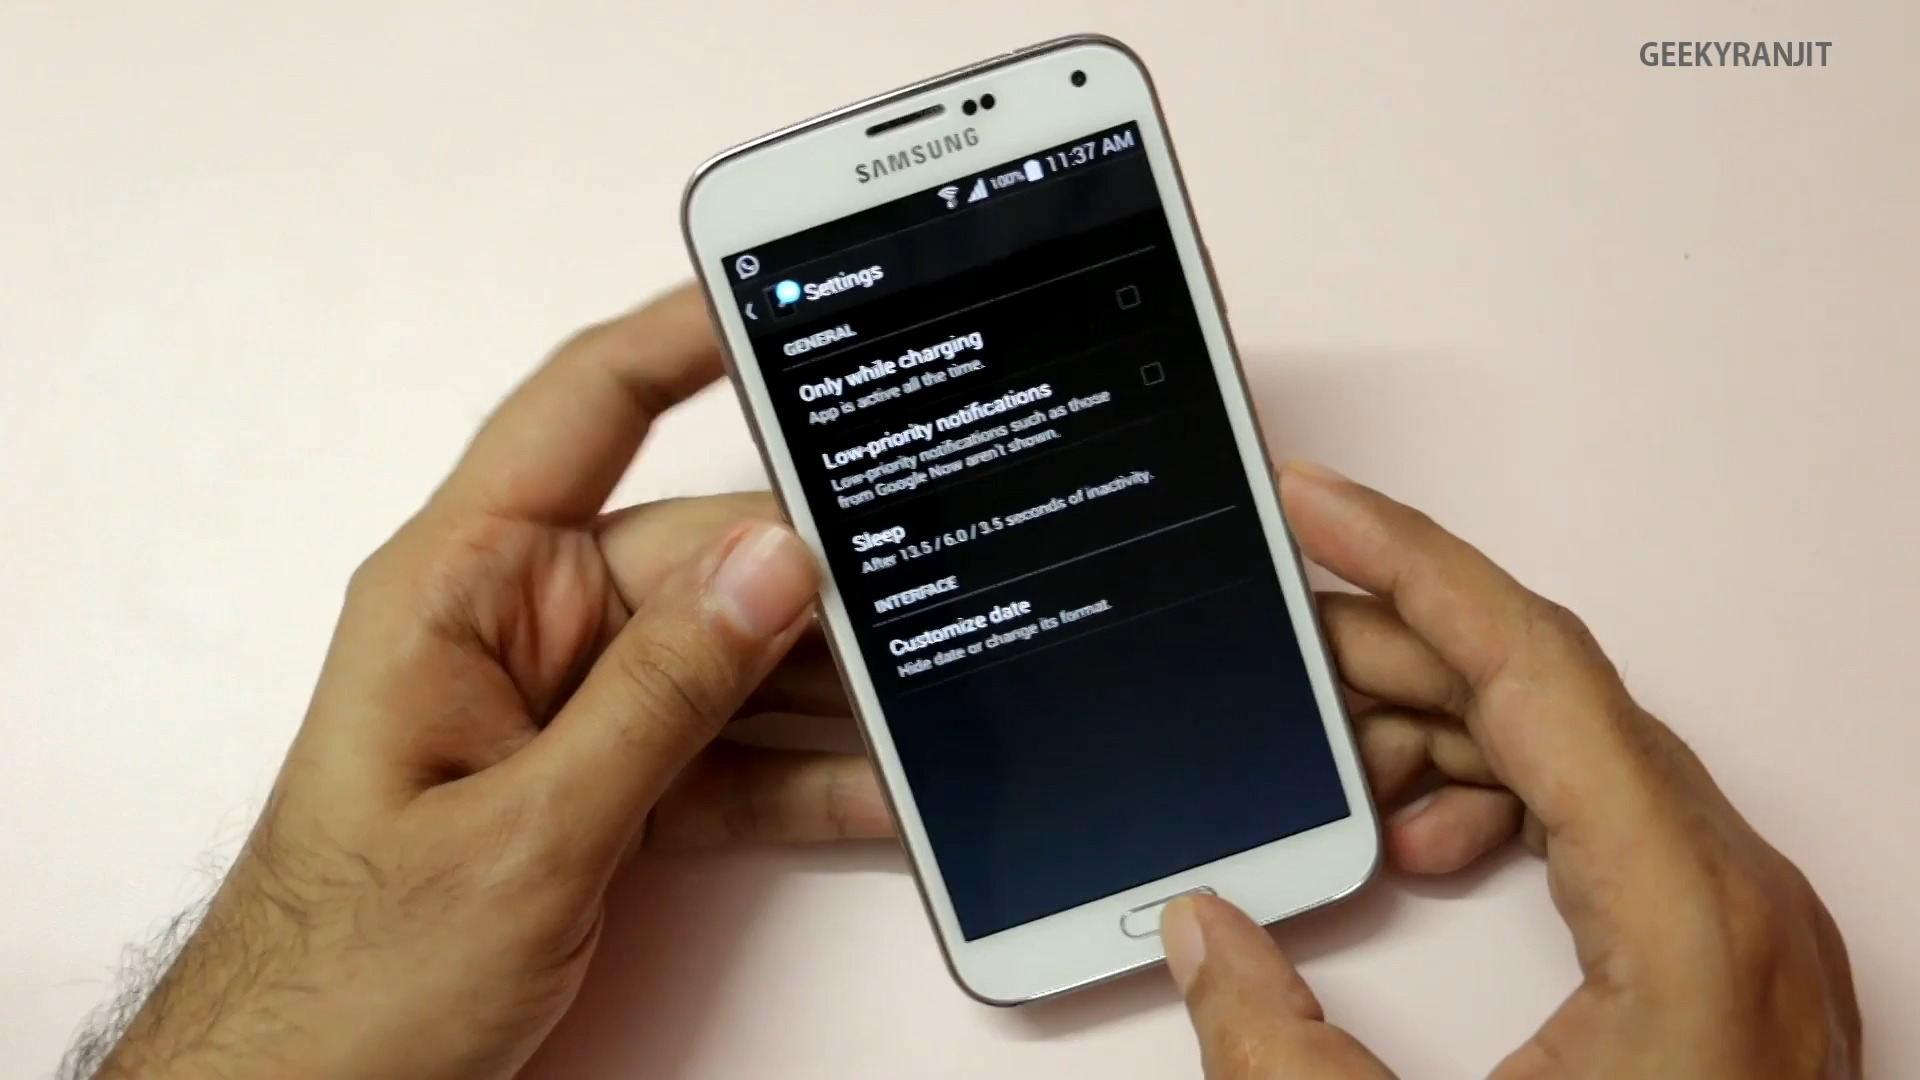 GEEKYRANJIT
SAMSUNG
100% 11:37 AM
Settings
GENERAL
Only while charging
App is active all the time.
Low-priority notifications
Low-priority notifications such as those
from Google Now aren't shown.
Sleep
After 13.5 / 6.0 / 3.5 seconds of inactivity.
INTERFACE
Customize date
Hide date or change its format.